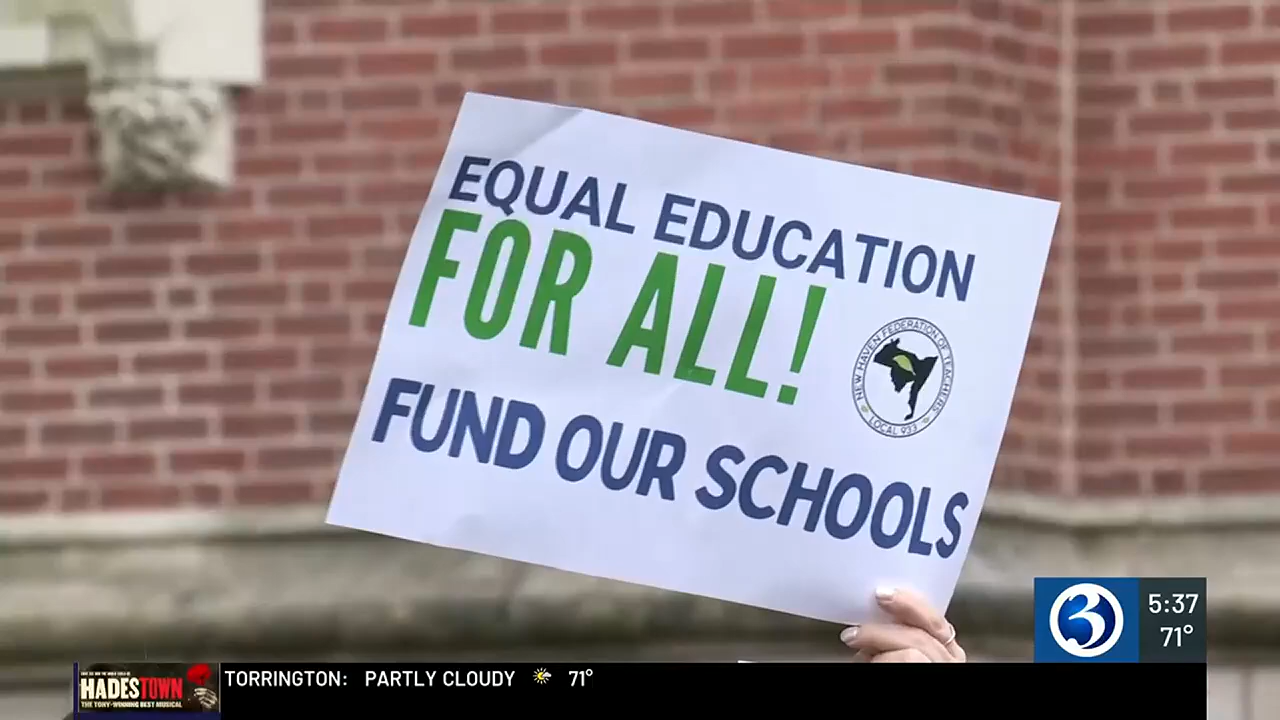 EQUAL EDUCATION
FOR ALL!
FUND OUR SCHOOLS
NEW HAVEN FEDERATION OF TEACHERS
LOCAL 933
3
5:37
71°
HADESTOWN
THE TONY-WINNING BEST MUSICAL
TORRINGTON: PARTLY CLOUDY 71°